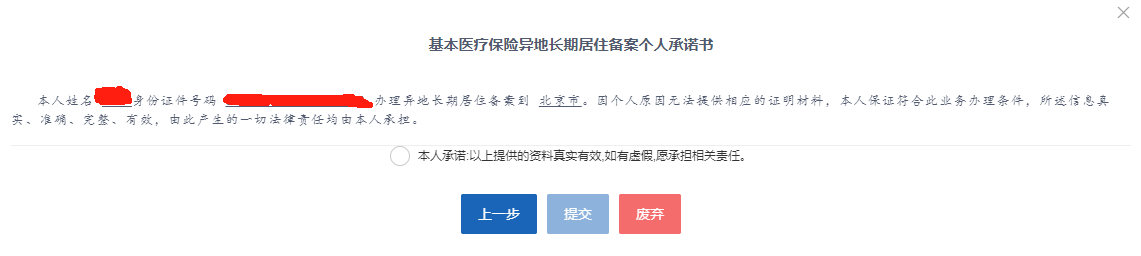 基本医疗保险异地长期居住备案个人承诺书
本人姓名 身份证件号码 办理异地长期居住备案到 北京市。因个人原因无法提供相应的证明材料，本人保证符合此业务办理条件，所述信息真
实、准确、完整、有效，由此产生的一切法律责任均由本人承担。
本人承诺:以上提供的资料真实有效,如有虚假,愿承担相关责任。
上一步 提交 废弃